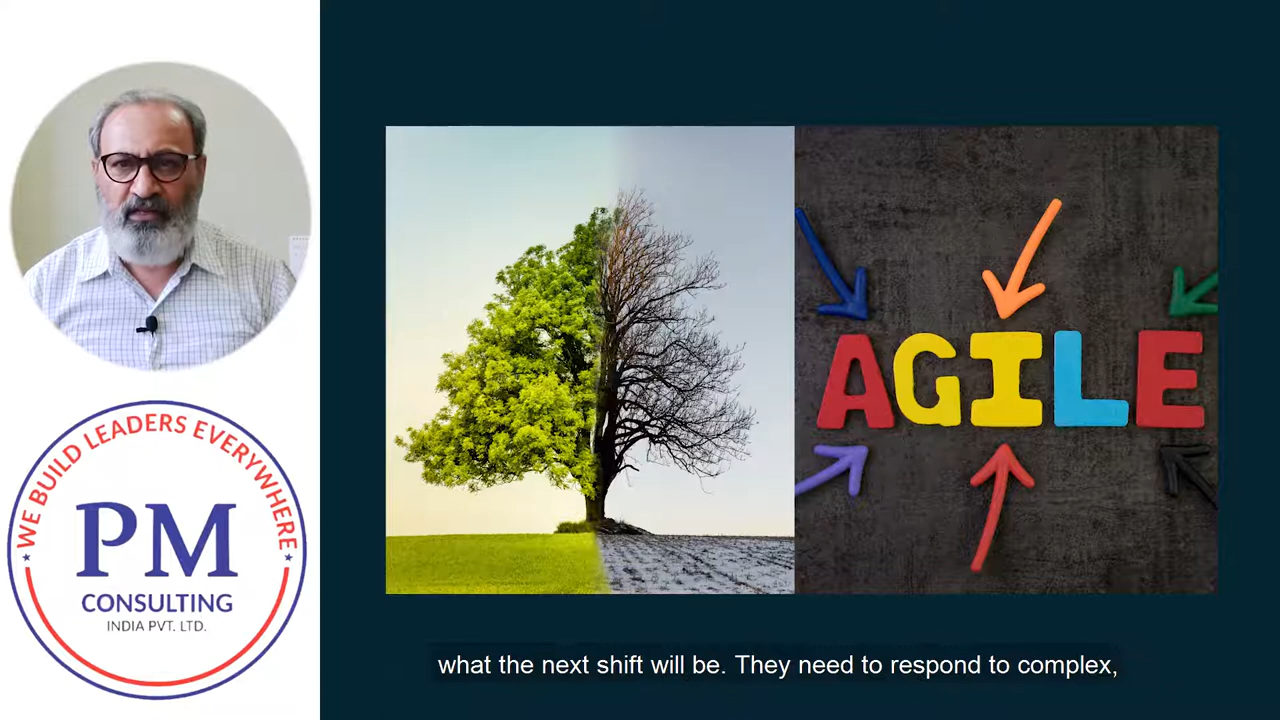 WE BUILD LEADERS EVERYWHERE
PM
CONSULTING
INDIA PVT. LTD.
AGILE
what the next shift will be. They need to respond to complex,